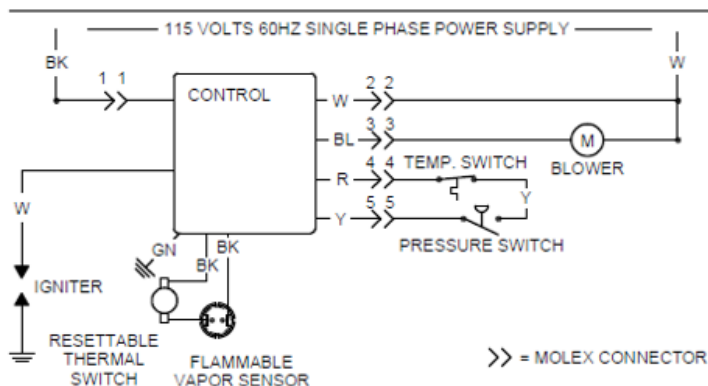 115 VOLTS 60HZ SINGLE PHASE POWER SUPPLY
BK
W
1 1
CONTROL
W
2 2
BL
3 3
M
BLOWER
R
4 4
TEMP. SWITCH
Y
Y
5 5
PRESSURE SWITCH
W
GN
BK
BK
IGNITER
RESETTABLE
THERMAL
SWITCH
FLAMMABLE
VAPOR SENSOR
= MOLEX CONNECTOR